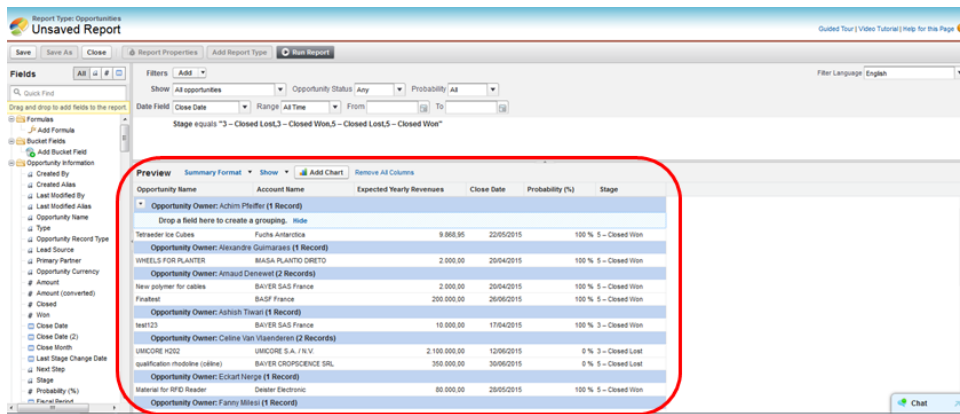 Report Type: Opportunities
Unsaved Report
Guided Tour | Video Tutorial | Help for this Page
Save Save As Close Report Properties Add Report Type Run Report
Fields All # Filters Add Filter Language English
Quick Find Show All opportunities Opportunity Status Any Probability All
Drag and drop to add fields to the report. Date Field Close Date Range All Time From To
Formulas Stage equals "3 – Closed Lost,3 – Closed Won,5 – Closed Lost,5 – Closed Won"
Add Formula
Bucket Fields
Add Bucket Field
Opportunity Information
Created By
Created Alias
Last Modified By
Last Modified Alias
Opportunity Name
Type
Opportunity Record Type
Lead Source
Primary Partner
Opportunity Currency
# Amount
# Amount (converted)
# Closed
# Won
Close Date
Close Date (2)
Close Month
Last Stage Change Date
Next Step
Stage
# Probability (%)
Fiscal Period
Preview Summary Format Show Add Chart Remove All Columns
Opportunity Name Account Name Expected Yearly Revenues Close Date Probability (%) Stage
Opportunity Owner: Achim Pfeiffer (1 Record)
Drop a field here to create a grouping. Hide
Tetraeder Ice Cubes Fuchs Antarctica 9.868,95 22/05/2015 100 % 5 – Closed Won
Opportunity Owner: Alexandre Guimaraes (1 Record)
WHEELS FOR PLANTER IMASA PLANTIO DIRETO 2.000,00 20/04/2015 100 % 5 – Closed Won
Opportunity Owner: Arnaud Denewet (2 Records)
New polymer for cables BAYER SAS France 2.000,00 20/04/2015 100 % 5 – Closed Won
Finaltest BASF France 200.000,00 26/06/2015 100 % 5 – Closed Won
Opportunity Owner: Ashish Tiwari (1 Record)
test123 BAYER SAS France 10.000,00 17/04/2015 100 % 3 – Closed Won
Opportunity Owner: Celine Van Vlaenderen (2 Records)
UMICORE H202 UMICORE S.A. / N.V. 2.100.000,00 12/06/2015 0 % 3 – Closed Lost
qualification rhodoline (céline) BAYER CROPSCIENCE SRL 350.000,00 30/06/2015 0 % 5 – Closed Lost
Opportunity Owner: Eckart Nerge (1 Record)
Material for RFID Reader Deister Electronic 80.000,00 28/05/2015 100 % 5 – Closed Won
Opportunity Owner: Fanny Milesi (1 Record)
Chat